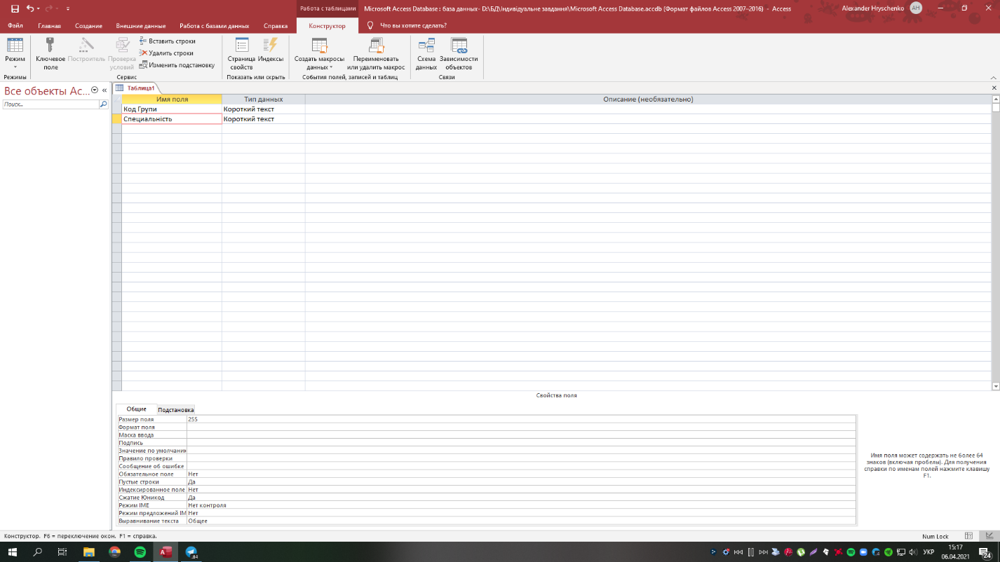 Работа с таблицами
Microsoft Access Database : база данных- D:\БД\Індивідуальне завдання\Microsoft Access Database.accdb (Формат файлов Access 2007–2016) - Access
Alexander Hryschenko
AH
Файл
Главная
Создание
Внешние данные
Работа с базами данных
Справка
Конструктор
Что вы хотите сделать?
Режим
Ключевое
поле
Построитель
Проверка
условий
Вставить строки
Удалить строки
Изменить подстановку
Страница
свойств
Индексы
Создать макросы
данных
Переименовать
или удалить макрос
Схема
данных
Зависимости
объектов
Режимы
Сервис
Показать или скрыть
События полей, записей и таблиц
Связи
Все объекты Ac...
«
Поиск...
Таблица1
Имя поля
Тип данных
Описание (необязательно)
Код Групи
Короткий текст
Специальність
Короткий текст
Свойства поля
Общие
Подстановка
Размер поля
255
Формат поля
Маска ввода
Подпись
Значение по умолчани
Правило проверки
Сообщение об ошибке
Обязательное поле
Нет
Пустые строки
Да
Индексированное поле
Нет
Сжатие Юникод
Да
Режим IME
Нет контроля
Режим предложений IM
Нет
Выравнивание текста
Общее
Имя поля может содержать не более 64
знаков (включая пробелы). Для получения
справки по именам полей нажмите клавишу
F1.
Конструктор. F6 = переключение окон. F1 = справка.
Num Lock
84
УКР
15:17
06.04.2021
24